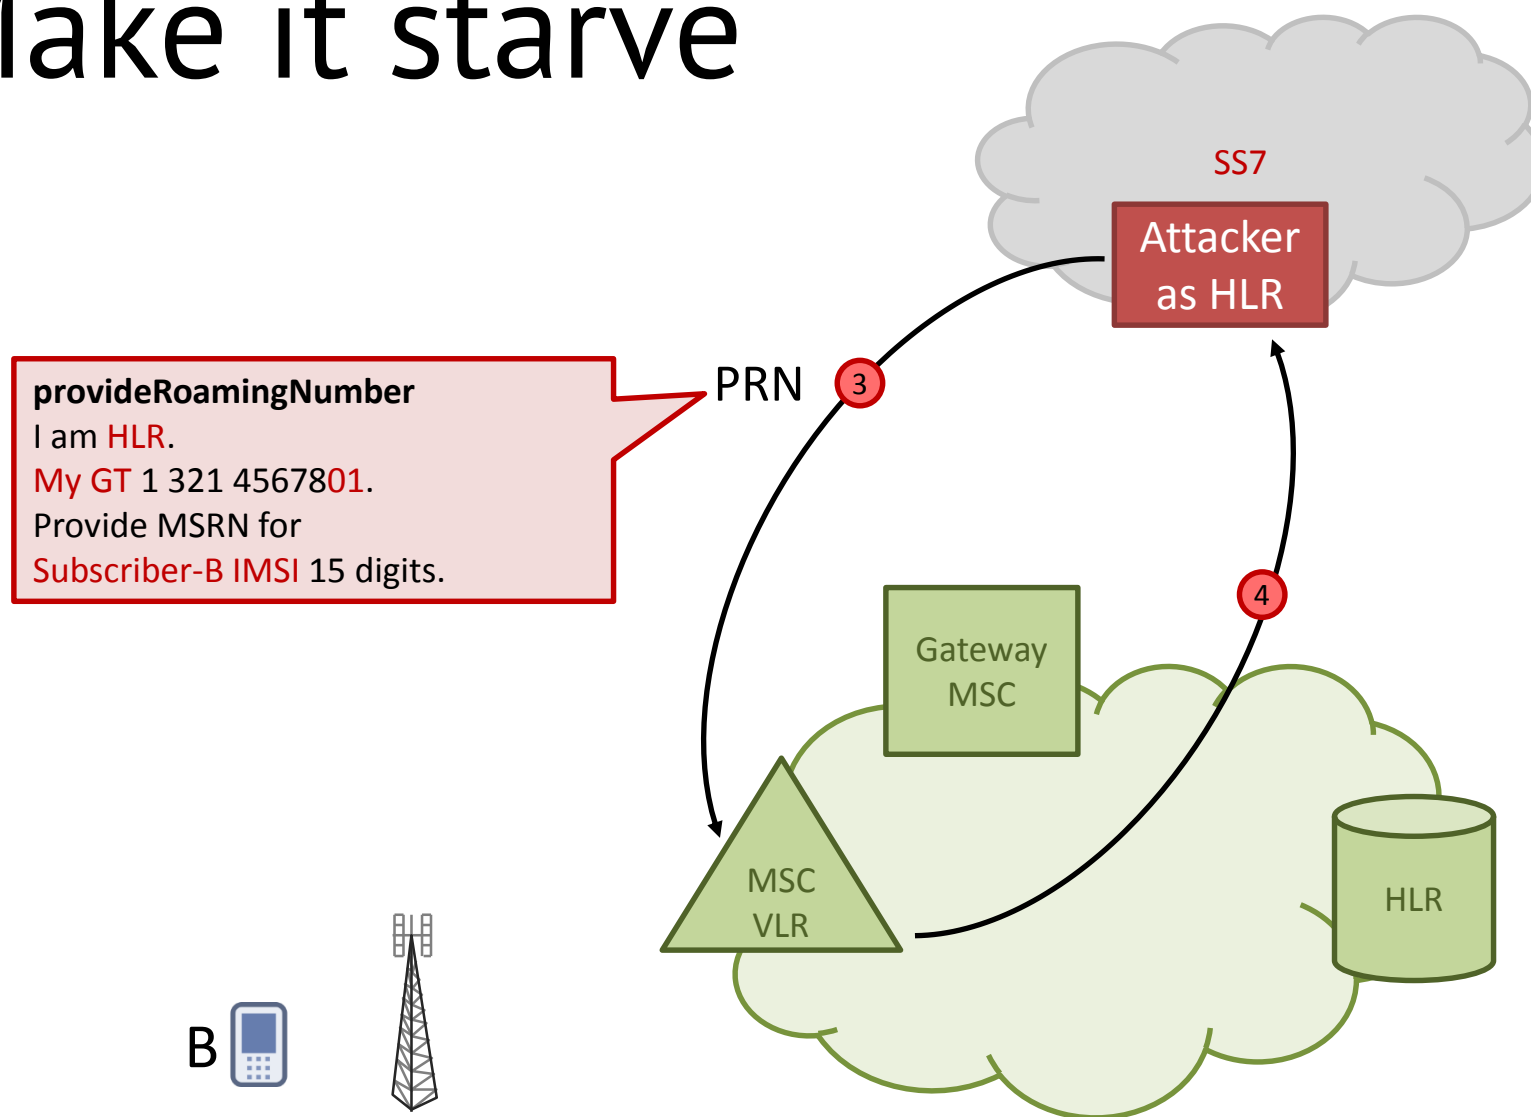 ake it starve
SS7
Attacker
as HLR
provideRoamingNumber
I am HLR.
My GT 1 321 4567801.
Provide MSRN for
Subscriber-B IMSI 15 digits.
PRN
3
4
Gateway
MSC
MSC
VLR
HLR
B